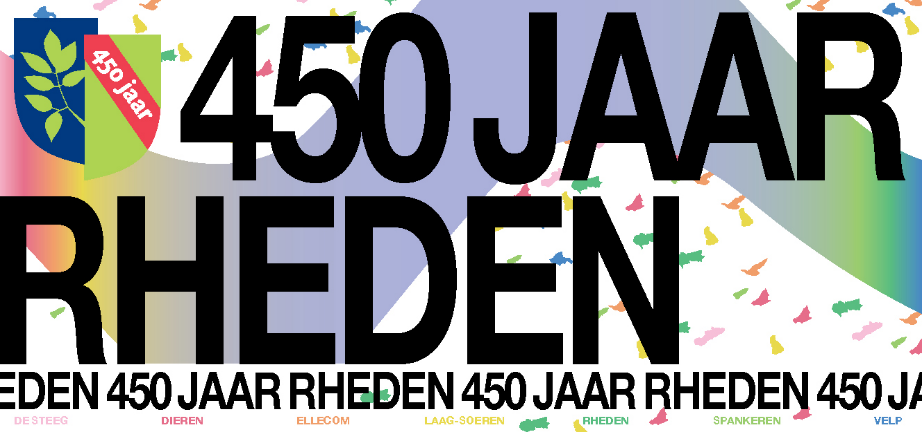 450 jaar
450 JAAR
RHEDEN
EDEN 450 JAAR RHEDEN 450 JAAR RHEDEN 450 JA
DE STEEG DIEREN ELLECOM LAAG-SOEREN RHEDEN SPANKEREN VELP